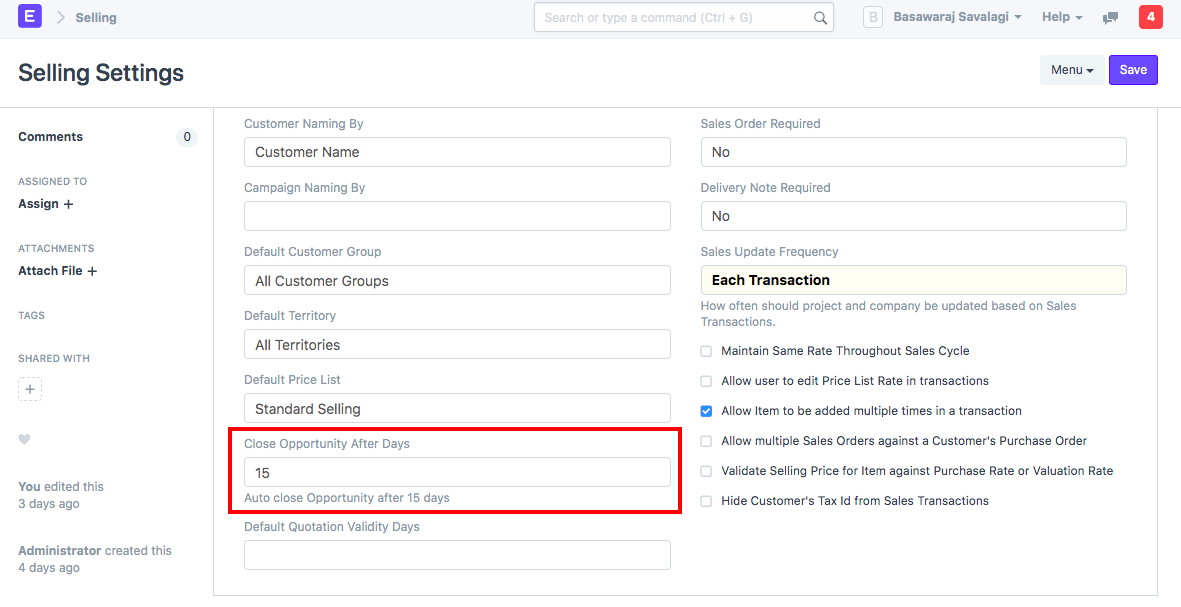 E Selling
Search or type a command (Ctrl + G)
B Basawaraj Savalagi
Help
4
Selling Settings
Menu
Save
Comments 0
ASSIGNED TO
Assign +
ATTACHMENTS
Attach File +
TAGS
SHARED WITH
+
You edited this
3 days ago
Administrator created this
4 days ago
Customer Naming By
Customer Name
Campaign Naming By
Default Customer Group
All Customer Groups
Default Territory
All Territories
Default Price List
Standard Selling
Close Opportunity After Days
15
Auto close Opportunity after 15 days
Default Quotation Validity Days
Sales Order Required
No
Delivery Note Required
No
Sales Update Frequency
Each Transaction
How often should project and company be updated based on Sales
Transactions.
Maintain Same Rate Throughout Sales Cycle
Allow user to edit Price List Rate in transactions
Allow Item to be added multiple times in a transaction
Allow multiple Sales Orders against a Customer's Purchase Order
Validate Selling Price for Item against Purchase Rate or Valuation Rate
Hide Customer's Tax Id from Sales Transactions